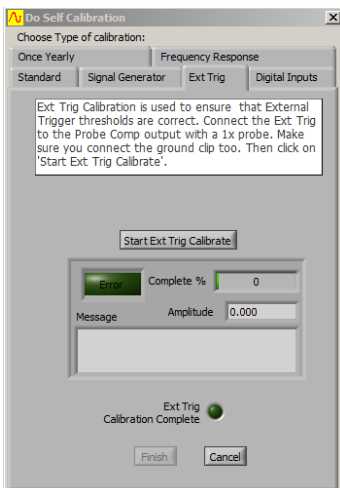 Do Self Calibration
Choose Type of calibration:
Once Yearly Frequency Response
Standard Signal Generator Ext Trig Digital Inputs
Ext Trig Calibration is used to ensure that External
Trigger thresholds are correct. Connect the Ext Trig
to the Probe Comp output with a 1x probe. Make
sure you connect the ground clip too. Then click on
'Start Ext Trig Calibrate'.
Start Ext Trig Calibrate
Error Complete % 0
Message Amplitude 0.000
Ext Trig
Calibration Complete
Finish Cancel